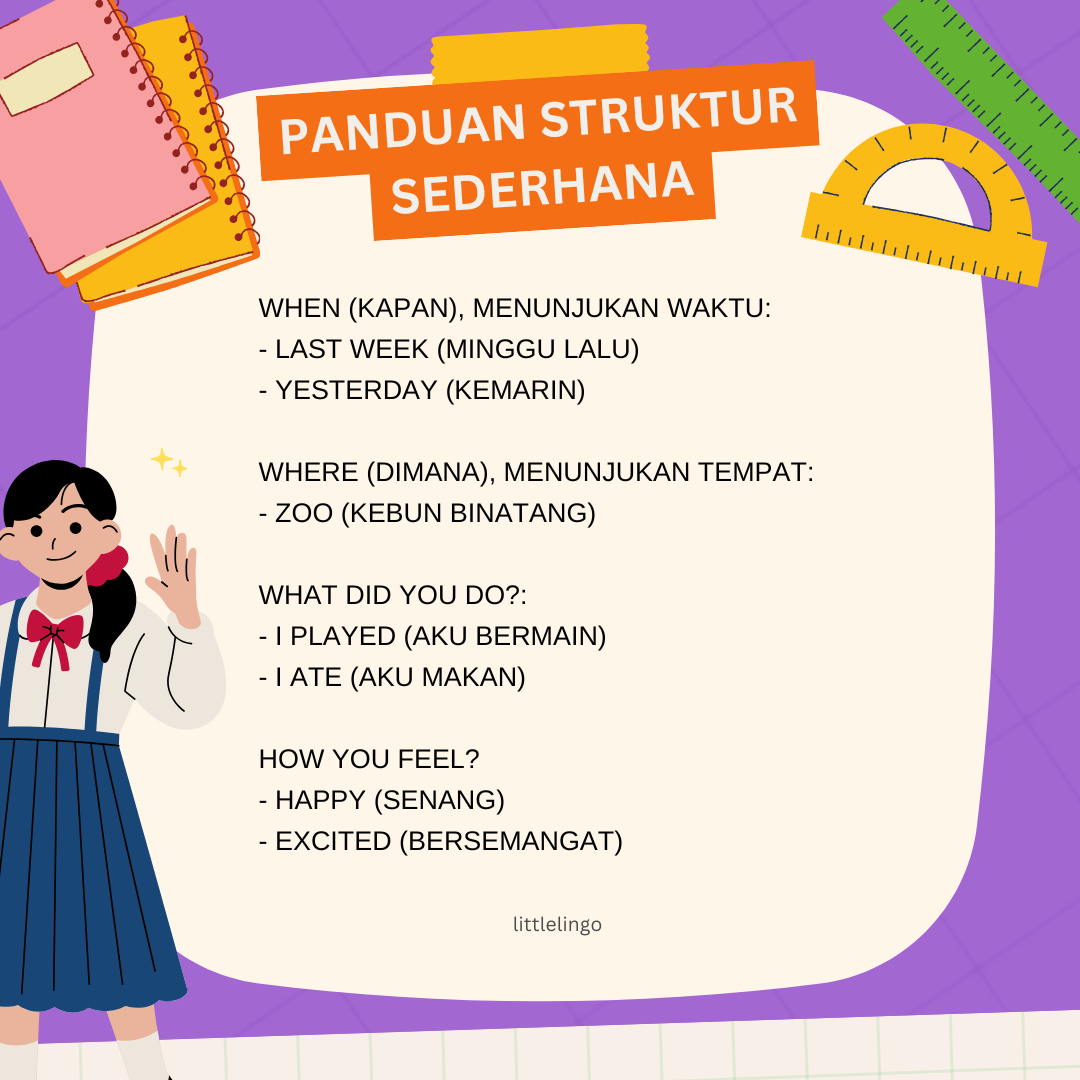 PANDUAN STRUKTUR
SEDERHANA
WHEN (KAPAN), MENUNJUKAN WAKTU:
- LAST WEEK (MINGGU LALU)
- YESTERDAY (KEMARIN)
WHERE (DIMANA), MENUNJUKAN TEMPAT:
- ZOO (KEBUN BINATANG)
WHAT DID YOU DO?:
- I PLAYED (AKU BERMAIN)
- I ATE (AKU MAKAN)
HOW YOU FEEL?
- HAPPY (SENANG)
- EXCITED (BERSEMANGAT)
littlelingo